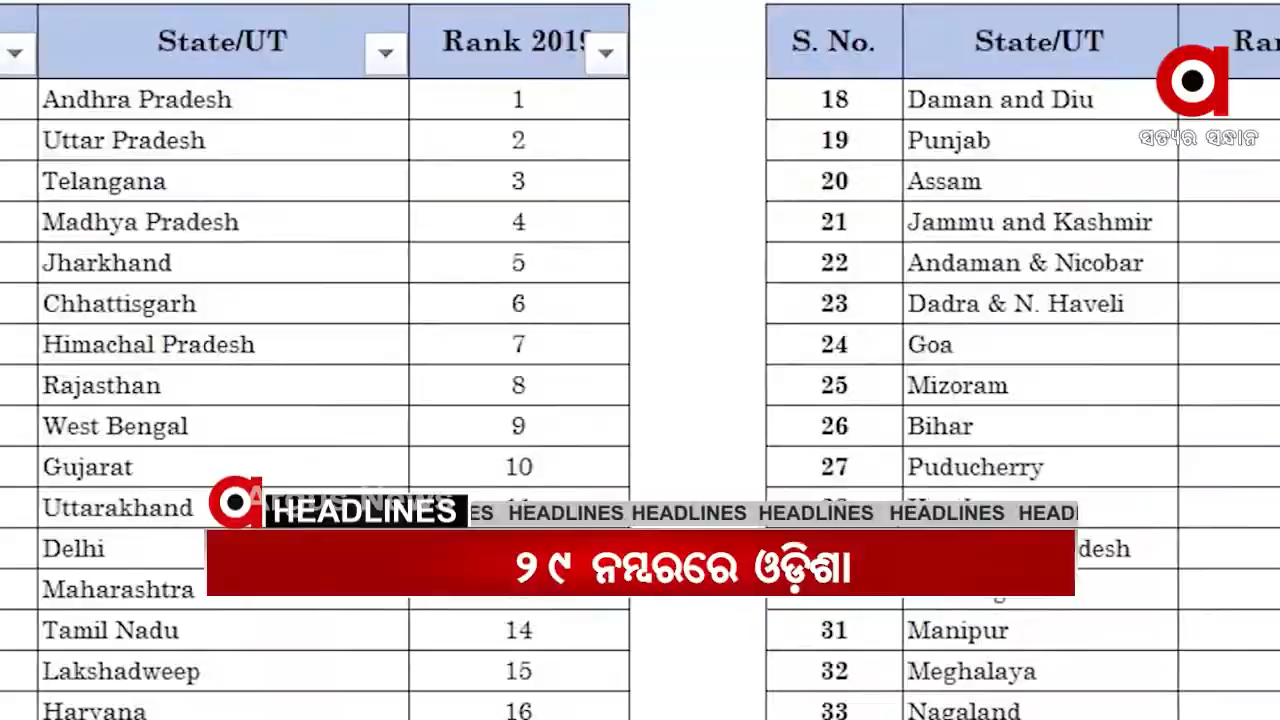 State/UT Rank 2019
Andhra Pradesh 1
Uttar Pradesh 2
Telangana 3
Madhya Pradesh 4
Jharkhand 5
Chhattisgarh 6
Himachal Pradesh 7
Rajasthan 8
West Bengal 9
Gujarat 10
Uttarakhand
Delhi
Maharashtra
Tamil Nadu 14
Lakshadweep 15
Haryana 16
S. No. State/UT
18 Daman and Diu
19 Punjab
20 Assam
21 Jammu and Kashmir
22 Andaman & Nicobar
23 Dadra & N. Haveli
24 Goa
25 Mizoram
26 Bihar
27 Puducherry
desh
31 Manipur
32 Meghalaya
33 Nagaland
ସତ୍ୟର ସନ୍ଧାନ
Argus News
HEADLINES ES HEADLINES HEADLINES HEADLINES HEADLINES HEADL
୨୯ ନମ୍ବରରେ ଓଡ଼ିଶା